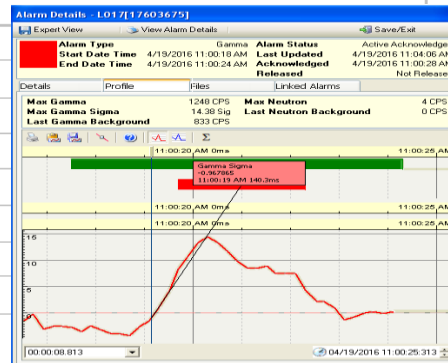 Alarm Details - LO17[17603675]
Expert View View Alarm Details Save/Exit
Alarm Type Gamma Alarm Status Active Acknowledge
Start Date Time 4/19/2016 11:00:18 AM Last Updated 4/19/2016 11:04:06 AM
End Date Time 4/19/2016 11:00:24 AM Acknowledged 4/19/2016 11:00:28 AM
Released Not Release
Details Profile Files Linked Alarms
Max Gamma 1248 CPS Max Neutron 4 CPS
Max Gamma Sigma 14.38 Sig Last Neutron Background 0 CPS
Last Gamma Background 833 CPS
Σ
11:00:20 AM 0ms 11:00:25 AM
Gamma Sigma
-0.967865
11:00:19 AM 140.3ms
11:00:20 AM 0ms 11:00:25 AM
11:00:20 AM 0ms 11:00:25 AM
15
10
5
0
00:00:08.813 04/19/2016 11:00:25:313